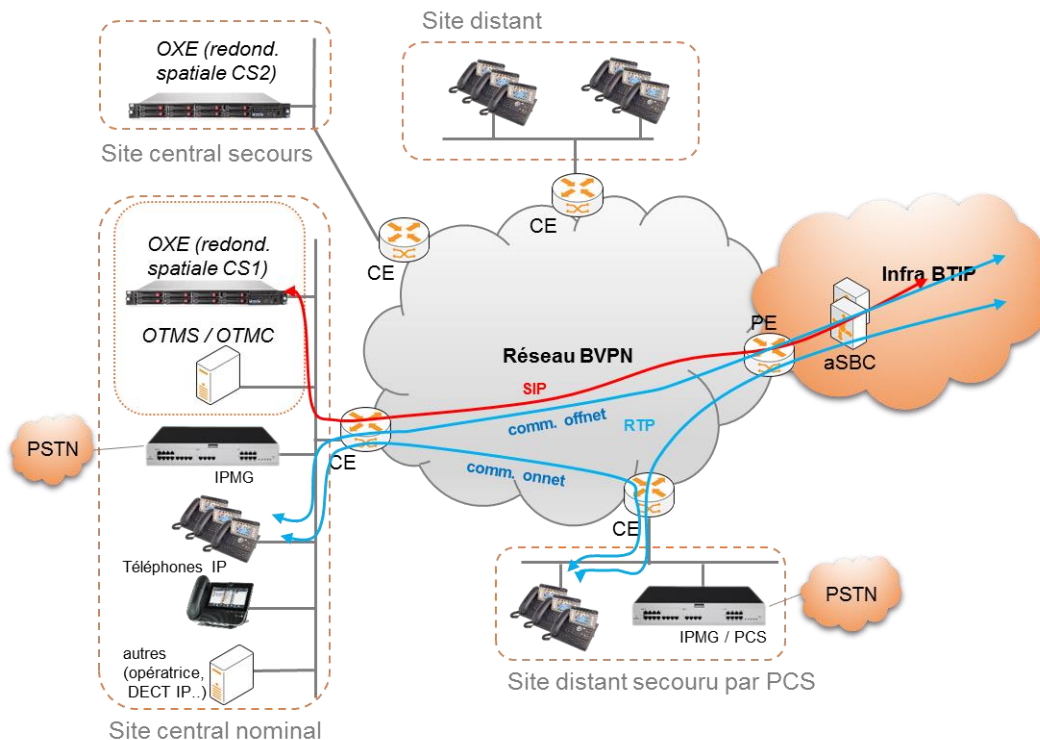 Site distant
OXE (redond.
spatiale CS2)
Site central secours
CE
CE
OXE (redond.
spatiale CS1)
OTMS / OTMC
Infra BTIP
PE
aSBC
Réseau BVPN
SIP
comm. offnet
RTP
PSTN
IPMG
CE
comm. onnet
CE
Téléphones IP
PSTN
IPMG / PCS
autres
(opératrice,
DECT IP..)
Site distant secouru par PCS
Site central nominal